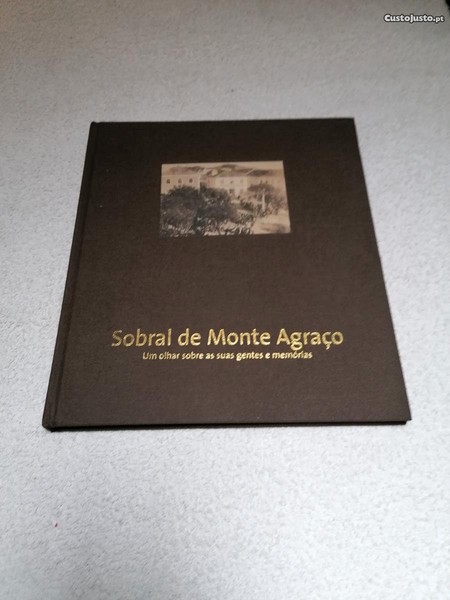 CustoJusto.pt
Sobral de Monte Agraço
Um olhar sobre as suas gentes e memórias